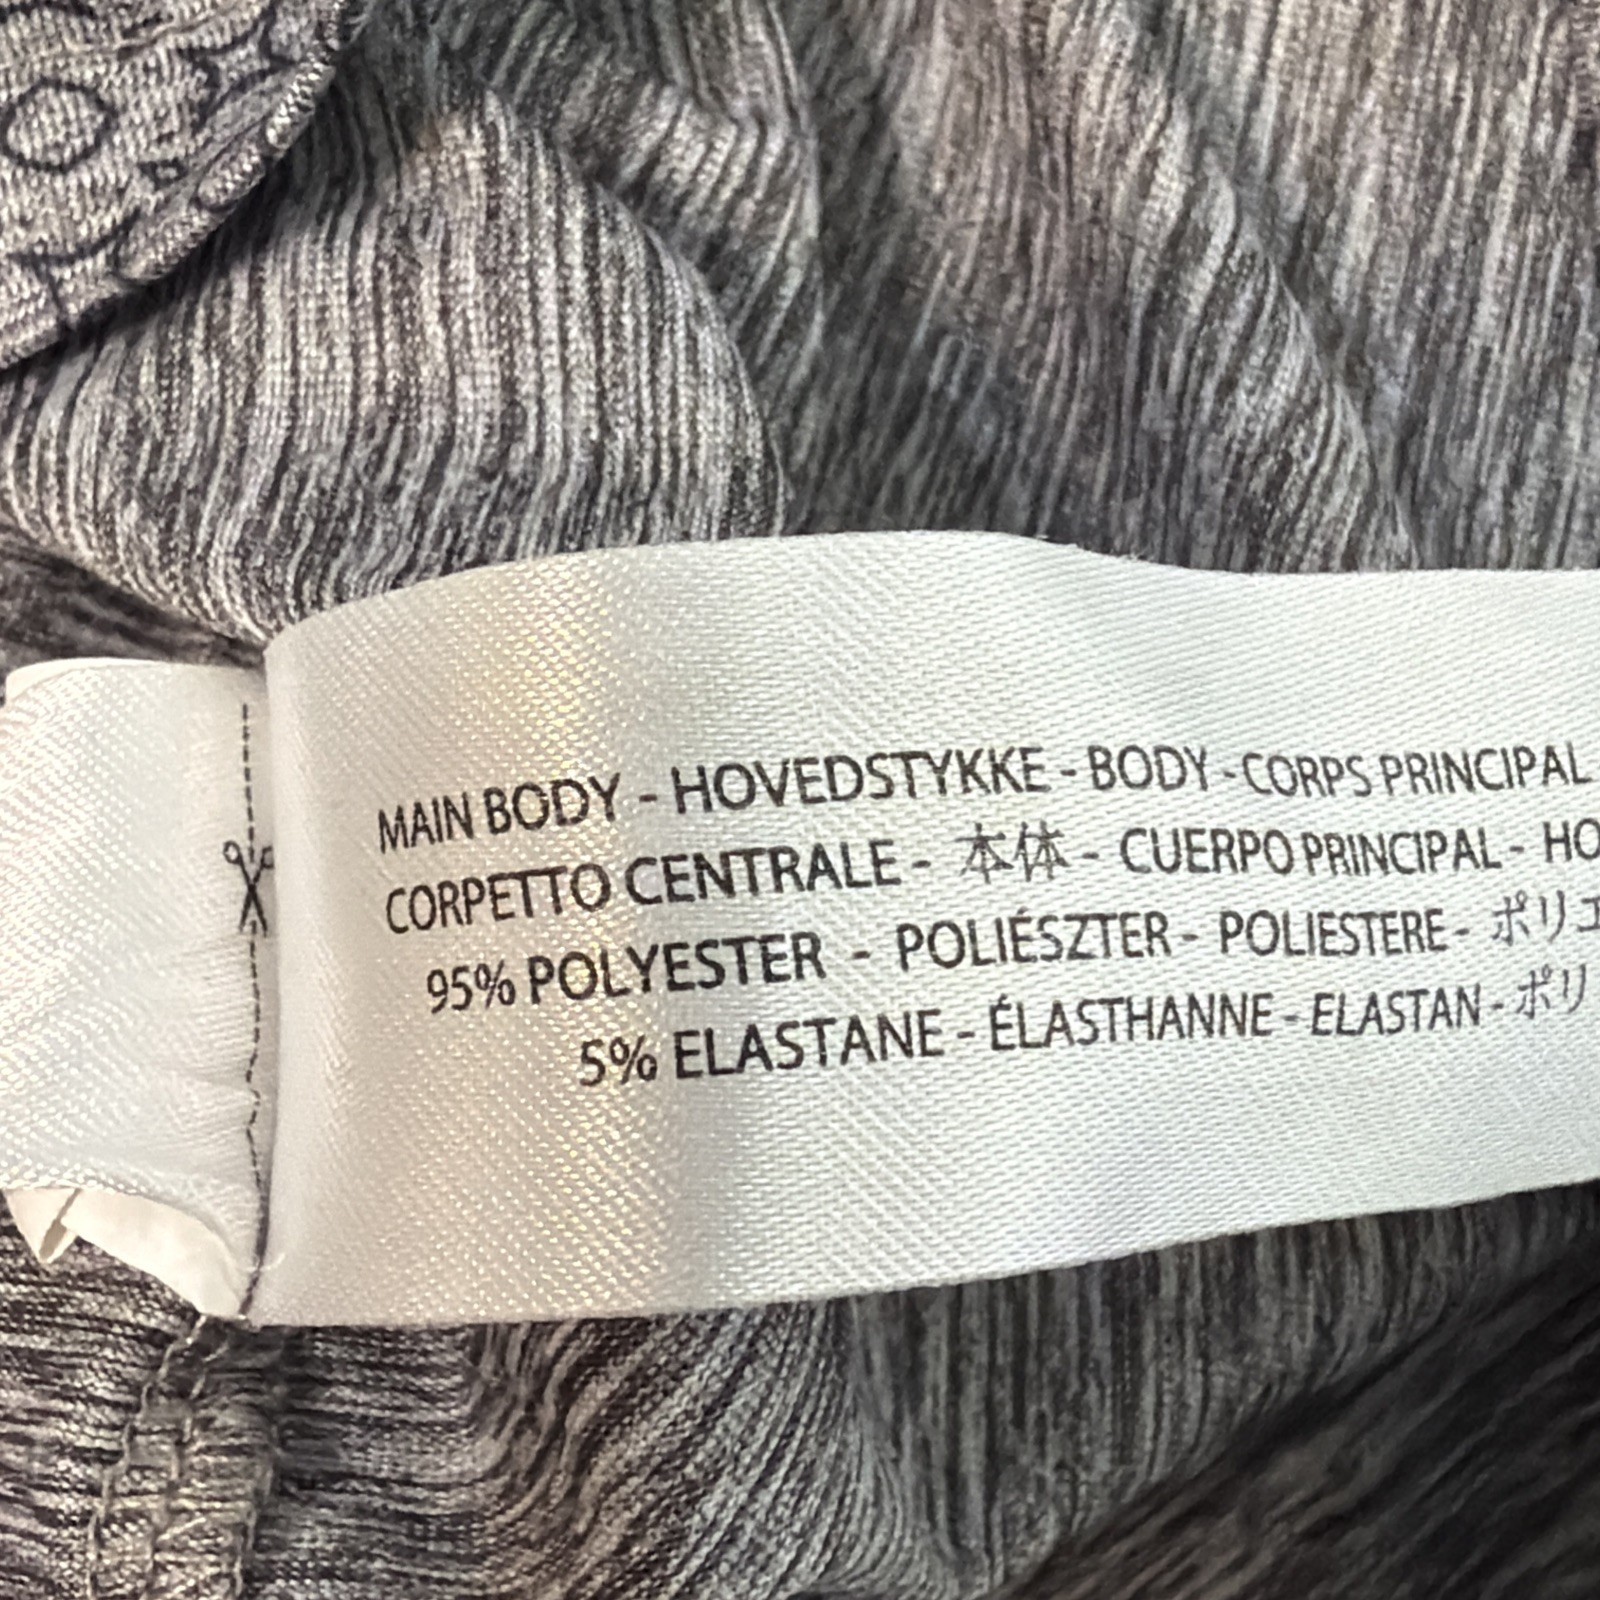 MAIN BODY - HOVEDSTYKKE - BODY - CORPS PRINCIPAL
CORPETTO CENTRALE - 本体 - CUERPO PRINCIPAL - HO
95% POLYESTER - POLIÉSZTER - POLIESTERE - ポリエ
5% ELASTANE - ÉLASTHANNE - ELASTAN - ポリ